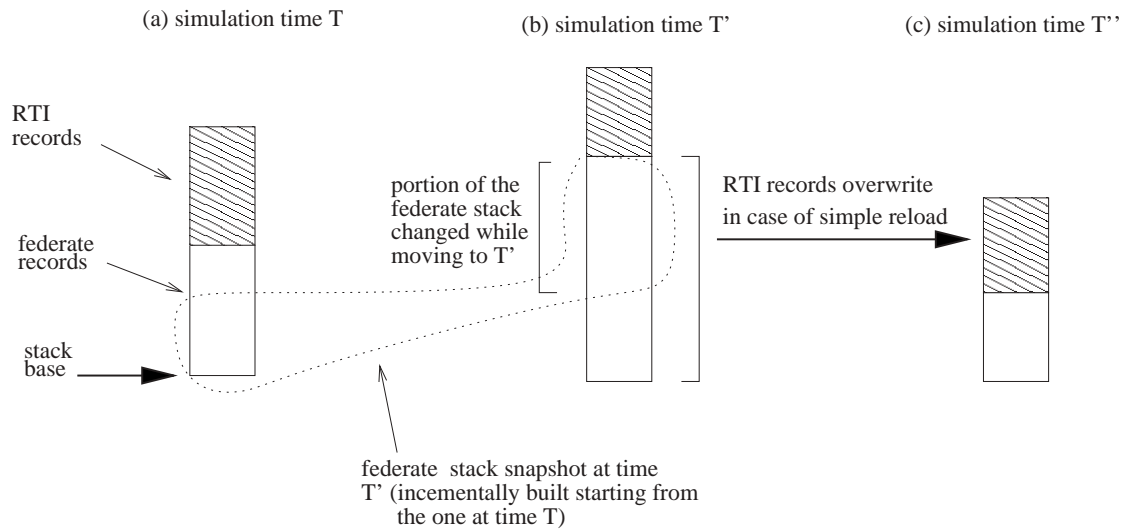 (a) simulation time T
(b) simulation time T’
(c) simulation time T’’
RTI
records
federate
records
stack
base
portion of the
federate stack
changed while
moving to T’
RTI records overwrite
in case of simple reload
federate stack snapshot at time
T’ (incementally built starting from
the one at time T)